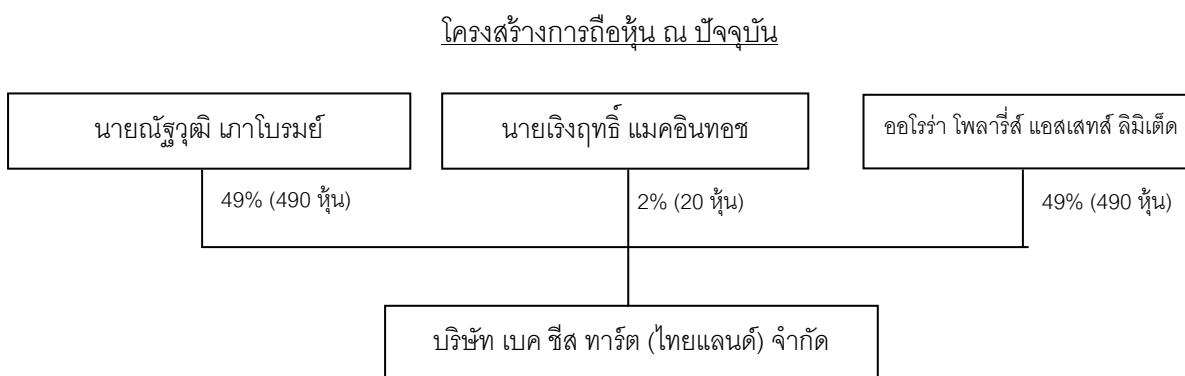 โครงสร้างการถือหุ้น ณ ปัจจุบัน
นายณัฐวุฒิ เภาโบรมย์
นายเริงฤทธิ์ แมคอินทอช
ออโรร่า โพลารี่ส์ แอสเสทส์ ลิมิเต็ด
49% (490 หุ้น)
2% (20 หุ้น)
49% (490 หุ้น)
บริษัท เบค ชีส ทาร์ต (ไทยแลนด์) จำกัด